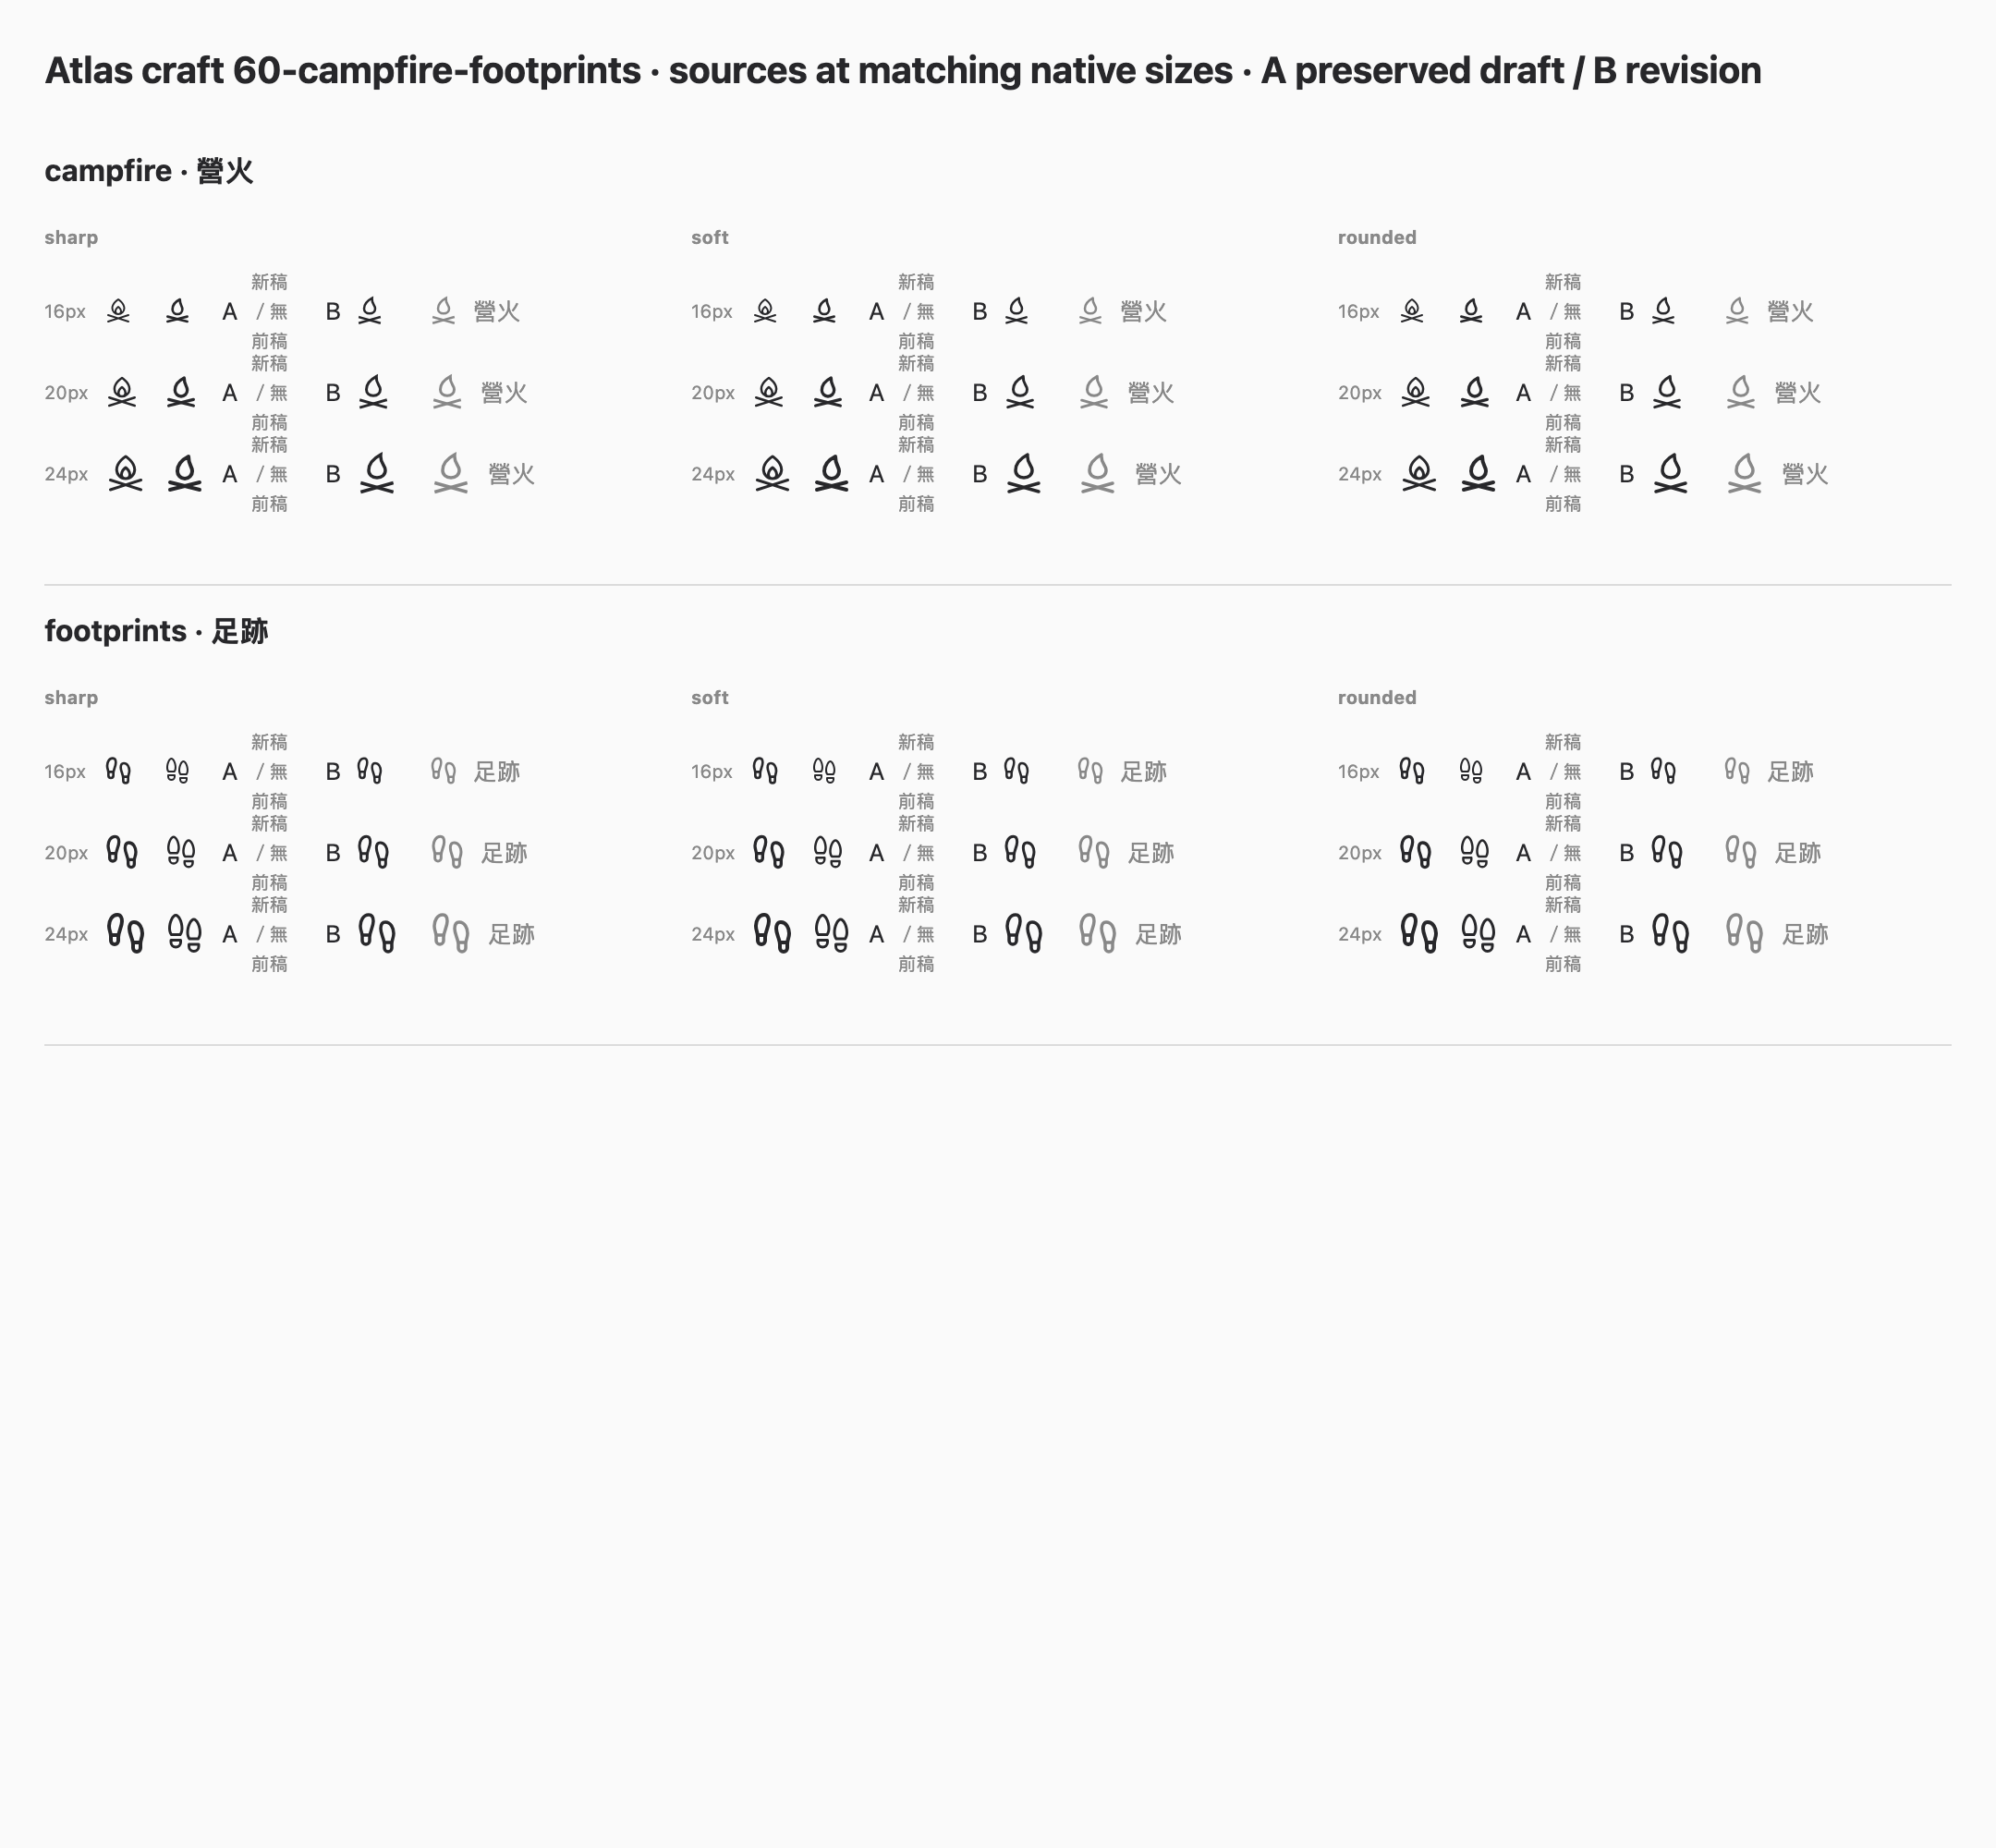 Atlas craft 60-campfire-footprints · sources at matching native sizes · A preserved draft / B revision
campfire · 營火
sharp
16px A 新稿 / 無前稿 B 營火
20px A 新稿 / 無前稿 B 營火
24px A 新稿 / 無前稿 B 營火
soft
16px A 新稿 / 無前稿 B 營火
20px A 新稿 / 無前稿 B 營火
24px A 新稿 / 無前稿 B 營火
rounded
16px A 新稿 / 無前稿 B 營火
20px A 新稿 / 無前稿 B 營火
24px A 新稿 / 無前稿 B 營火
footprints · 足跡
sharp
16px A 新稿 / 無前稿 B 足跡
20px A 新稿 / 無前稿 B 足跡
24px A 新稿 / 無前稿 B 足跡
soft
16px A 新稿 / 無前稿 B 足跡
20px A 新稿 / 無前稿 B 足跡
24px A 新稿 / 無前稿 B 足跡
rounded
16px A 新稿 / 無前稿 B 足跡
20px A 新稿 / 無前稿 B 足跡
24px A 新稿 / 無前稿 B 足跡